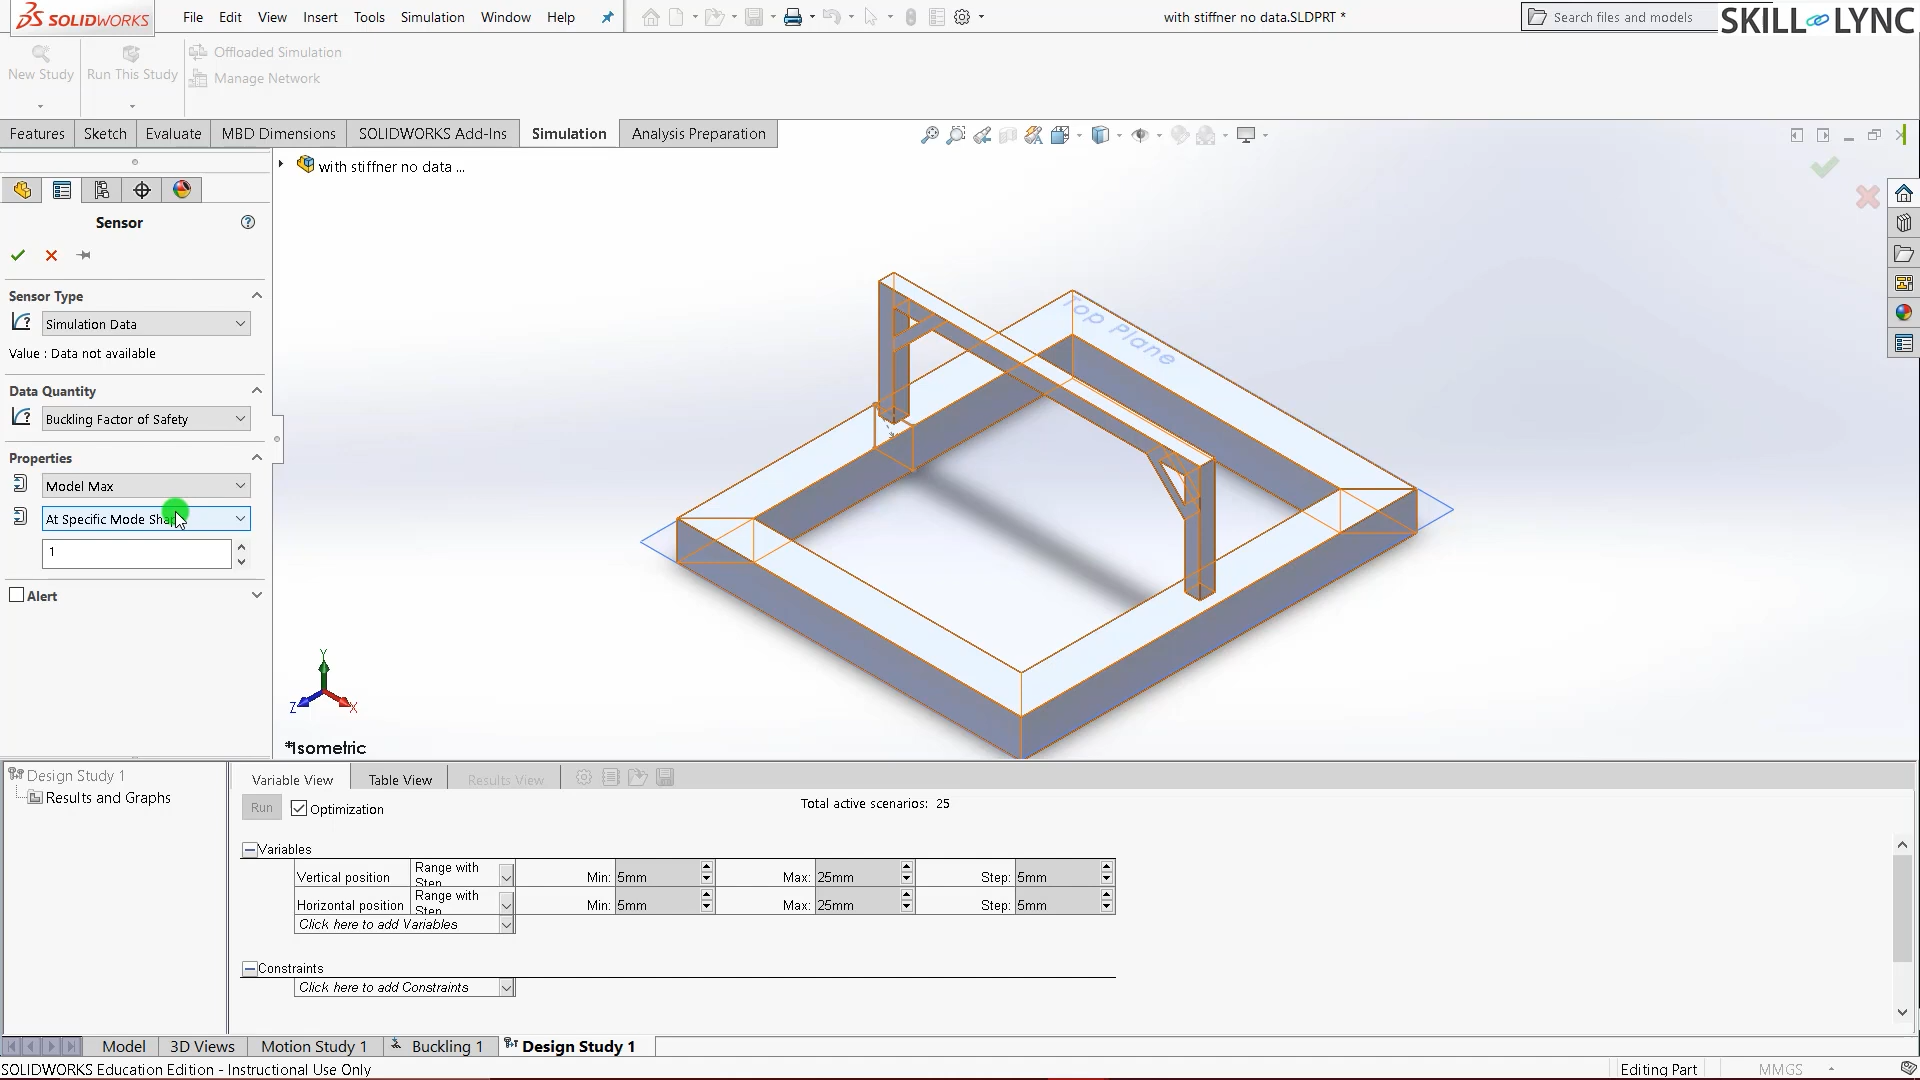 SOLIDWORKS
File
Edit
View
Insert
Tools
Simulation
Window
Help
with stiffner no data.SLDPRT *
Search files and models
SKILL LYNC
New Study
Run This Study
Offloaded Simulation
Manage Network
Features
Sketch
Evaluate
MBD Dimensions
SOLIDWORKS Add-Ins
Simulation
Analysis Preparation
with stiffner no data ...
Sensor
Sensor Type
Simulation Data
Value : Data not available
Data Quantity
Buckling Factor of Safety
Properties
Model Max
At Specific Mode Shap
1
Alert
Top Plane
Y
Z
X
*Isometric
Design Study 1
Results and Graphs
Variable View
Table View
Results View
Run
Optimization
Total active scenarios: 25
Variables
Vertical position
Range with
Step
Min: 5mm
Max: 25mm
Step: 5mm
Horizontal position
Range with
Step
Min: 5mm
Max: 25mm
Step: 5mm
Click here to add Variables
Constraints
Click here to add Constraints
Model
3D Views
Motion Study 1
Buckling 1
Design Study 1
SOLIDWORKS Education Edition - Instructional Use Only
Editing Part
MMGS